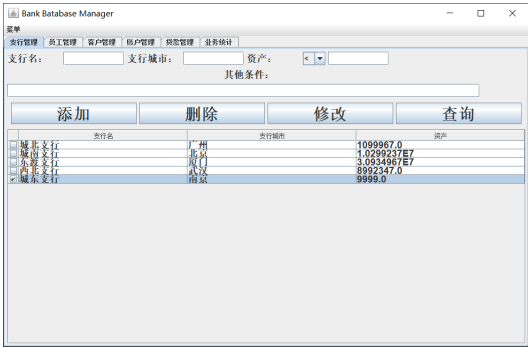 Bank Batabase Manager
菜单
支行管理 员工管理 客户管理 账户管理 贷款管理 业务统计
支行名： 支行城市： 资产： <
其他条件：
添加 删除 修改 查询
支行名 支行城市 资产
城北支行 广州 1099967.0
城南支行 北京 1.0299237E7
东渡支行 厦门 3.0934967E7
西北支行 武汉 8992347.0
城东支行 南京 9999.0